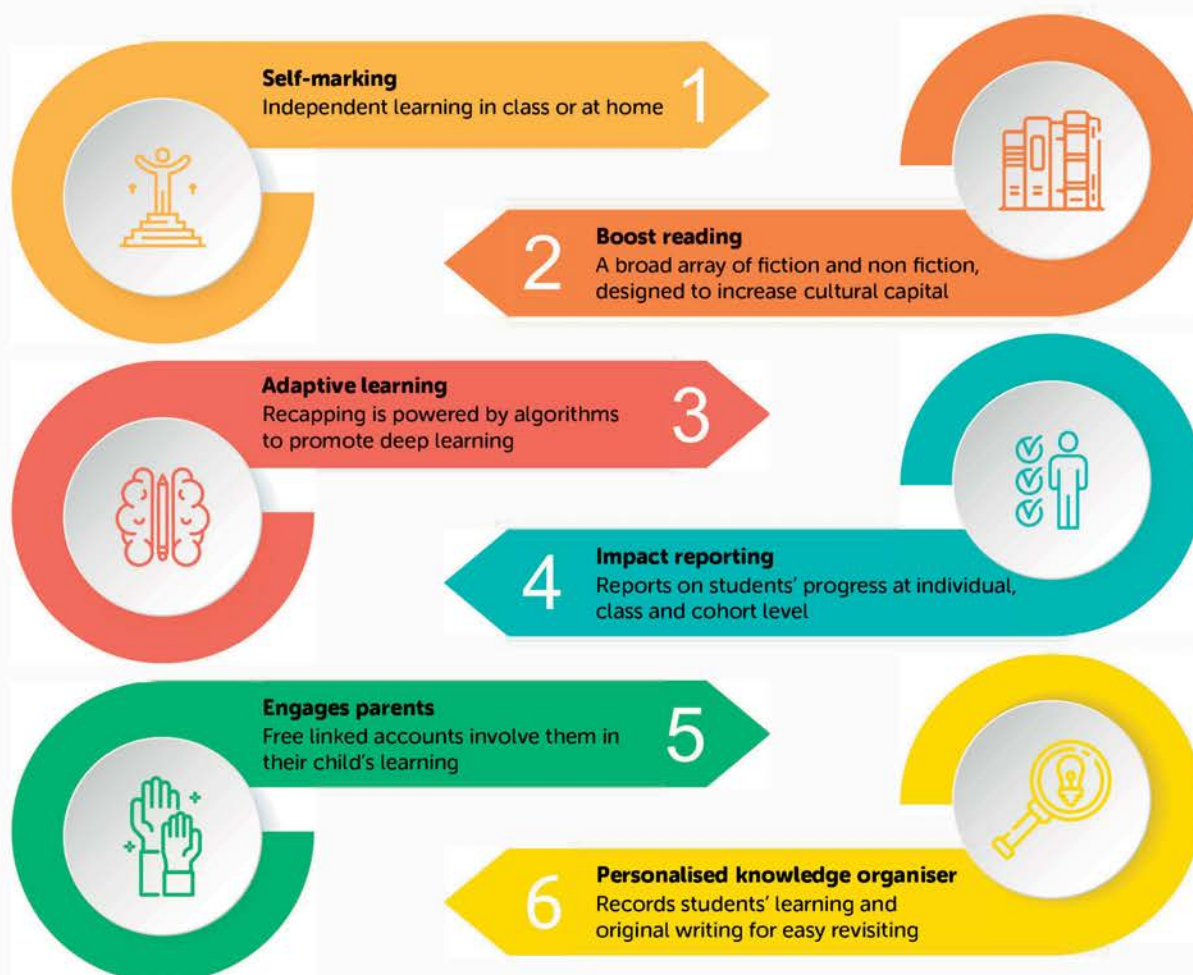 Self-marking
Independent learning in class or at home
1
2
Boost reading
A broad array of fiction and non fiction,
designed to increase cultural capital
Adaptive learning
Recapping is powered by algorithms
to promote deep learning
3
4
Impact reporting
Reports on students' progress at individual,
class and cohort level
Engages parents
Free linked accounts involve them in
their child's learning
5
6
Personalised knowledge organiser
Records students' learning and
original writing for easy revisiting